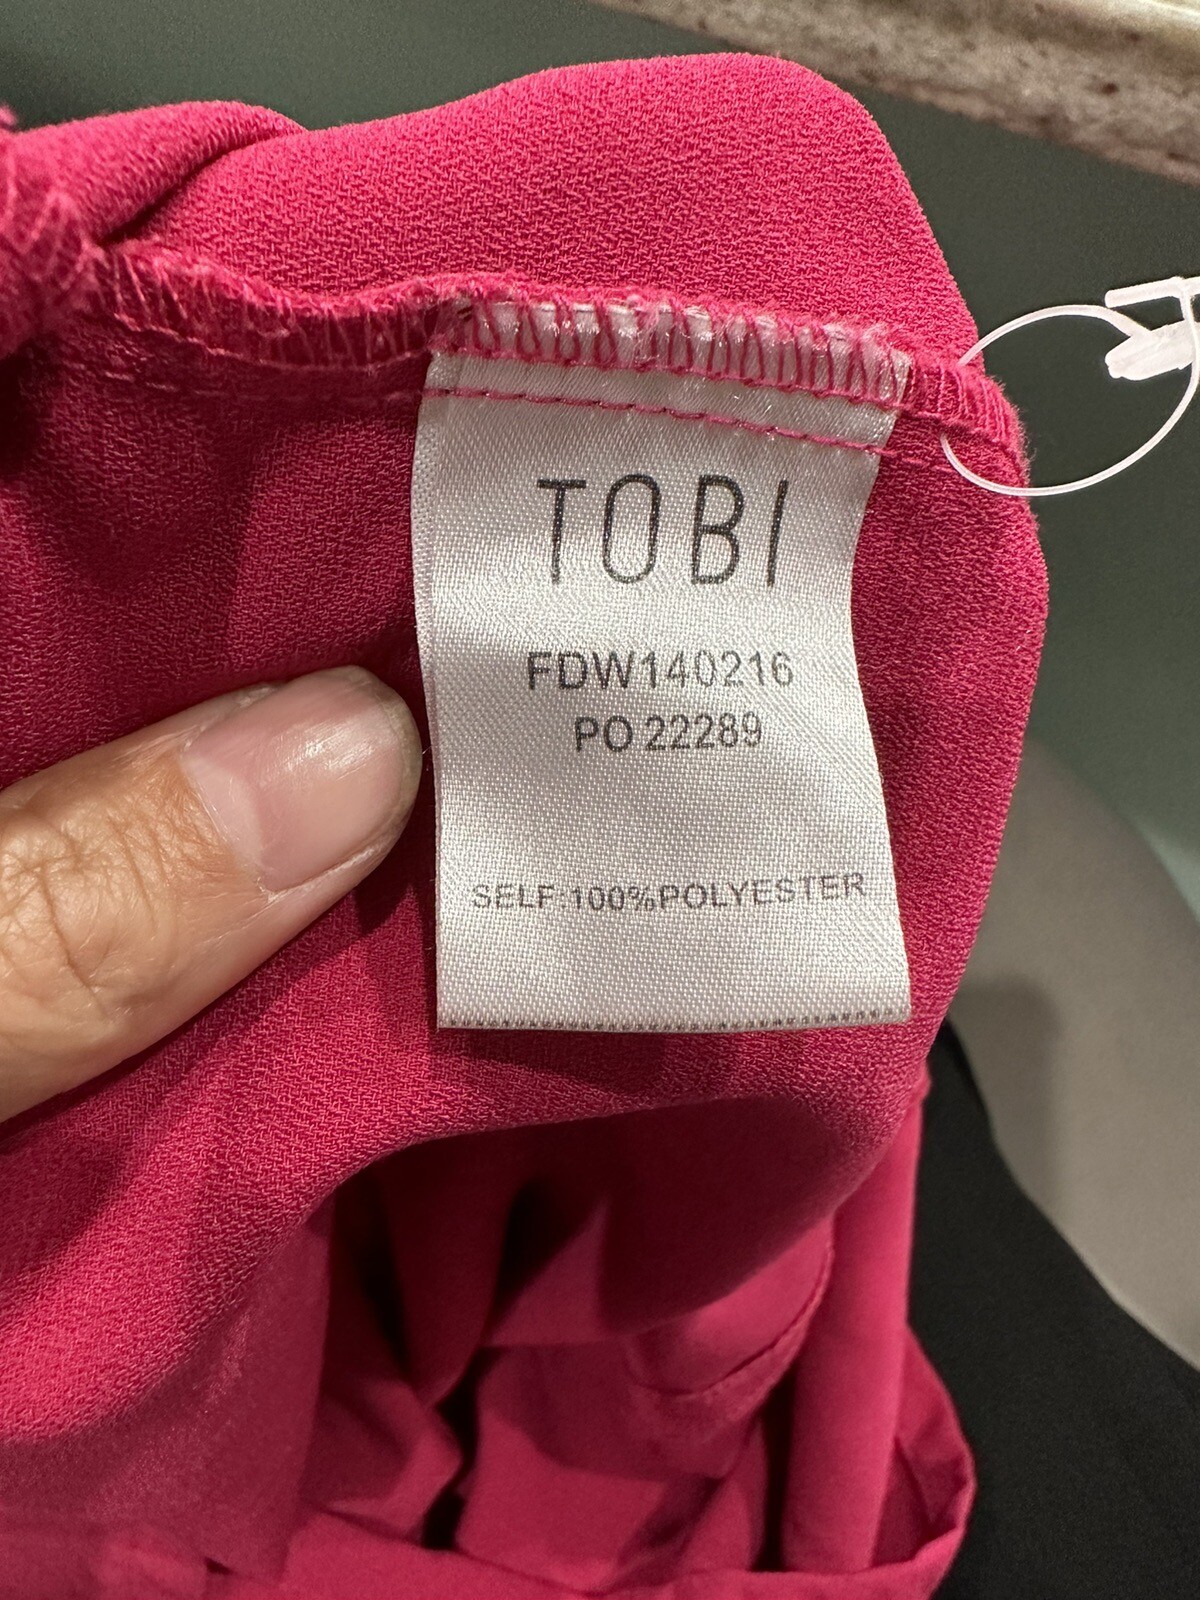 TOBI
FDW140216
PO 22289
SELF:100%POLYESTER